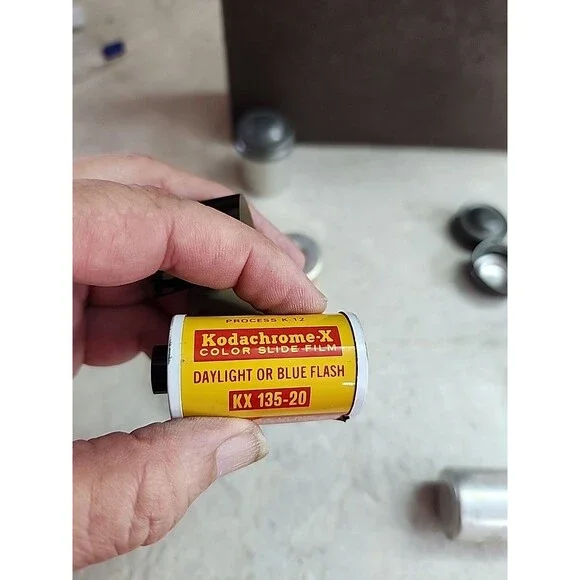 PROCESS K-12
Kodachrome-X
COLOR SLIDE FILM
DAYLIGHT OR BLUE FLASH
KX 135-20